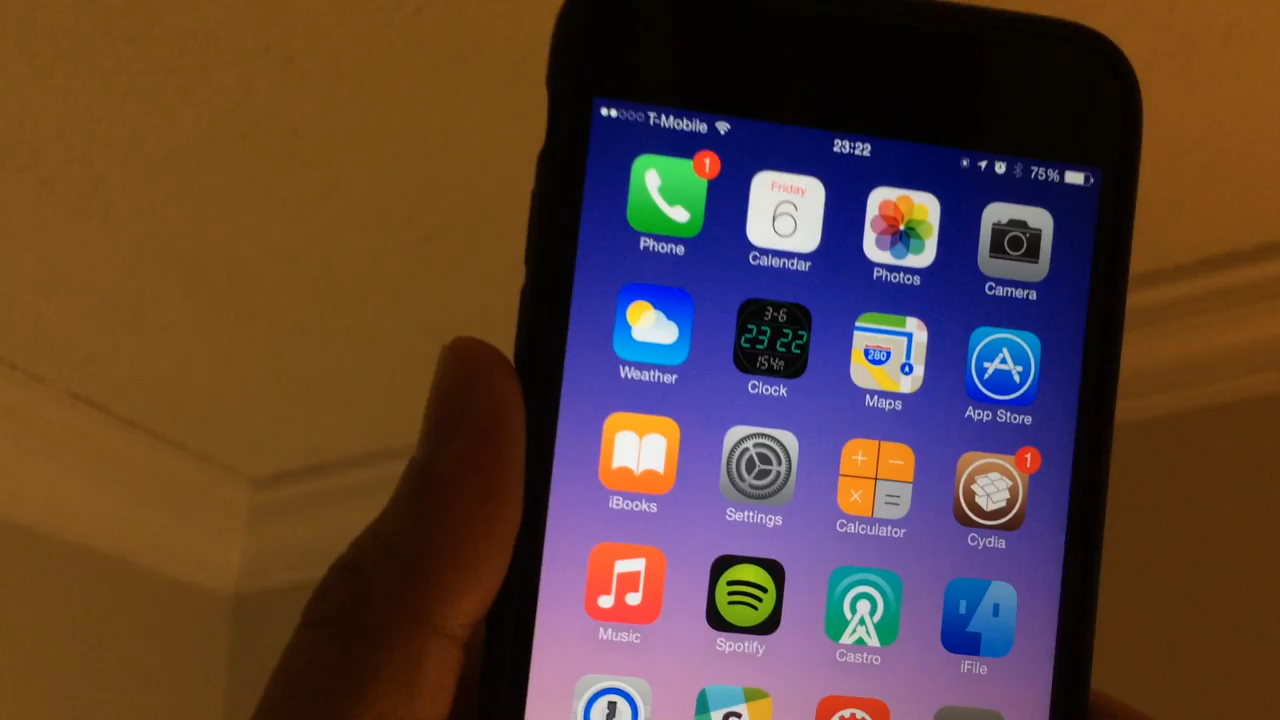 T-Mobile
23:22
75%
1
Friday
6
Phone
Calendar
Photos
Camera
3-6
23 22
Weather
Clock
280
Maps
App Store
1
iBooks
Settings
Calculator
Cydia
Music
Spotify
Castro
iFile